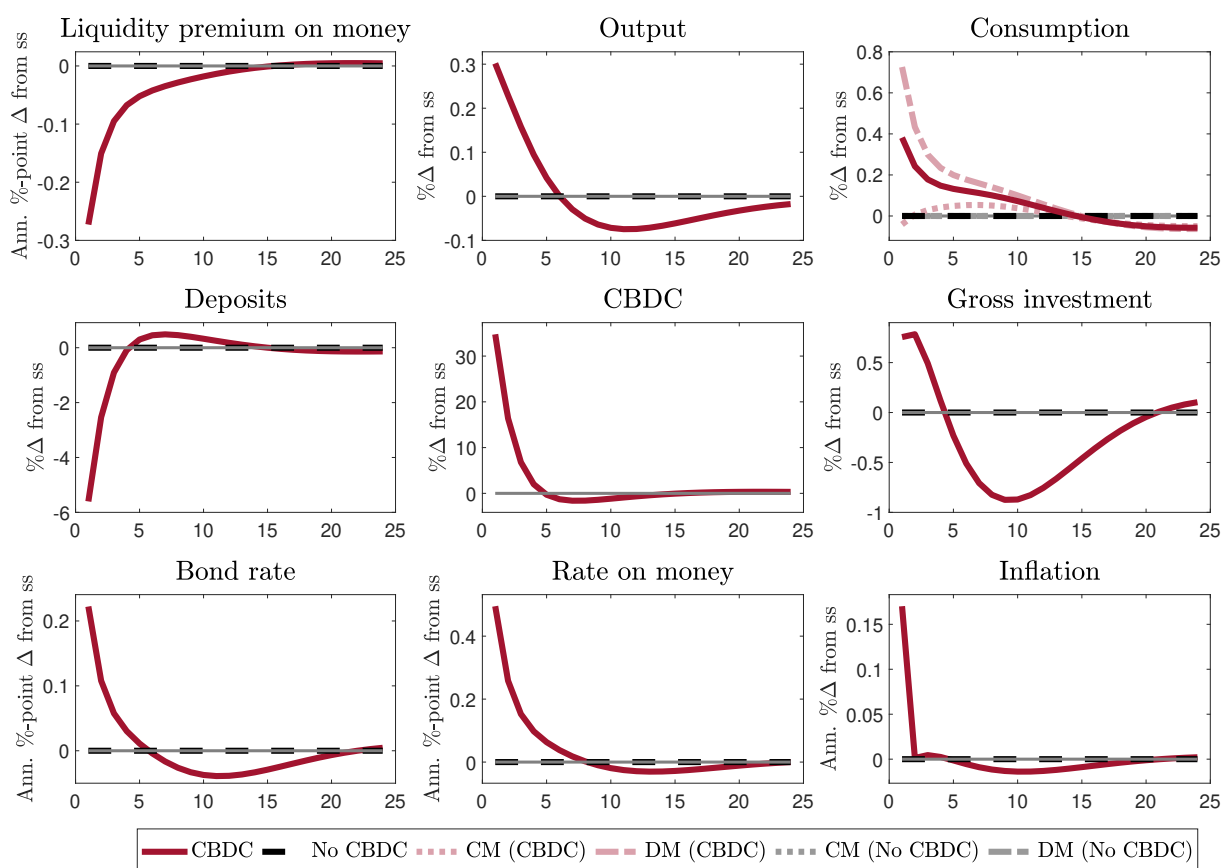 Liquidity premium on money
Output
Consumption
Ann. %-point Δ from ss
0
-0.1
-0.2
-0.3
0 5 10 15 20 25
%Δ from ss
0.3
0.2
0.1
0
-0.1
0 5 10 15 20 25
%Δ from ss
0.8
0.6
0.4
0.2
0
0 5 10 15 20 25
Deposits
CBDC
Gross investment
%Δ from ss
0
-2
-4
-6
0 5 10 15 20 25
%Δ from ss
30
20
10
0
0 5 10 15 20 25
%Δ from ss
0.5
0
-0.5
-1
0 5 10 15 20 25
Bond rate
Rate on money
Inflation
Ann. %-point Δ from ss
0.2
0.1
0
0 5 10 15 20 25
Ann. %-point Δ from ss
0.4
0.2
0
0 5 10 15 20 25
Ann. %Δ from ss
0.15
0.1
0.05
0
0 5 10 15 20 25
CBDC No CBDC CM (CBDC) DM (CBDC) CM (No CBDC) DM (No CBDC)